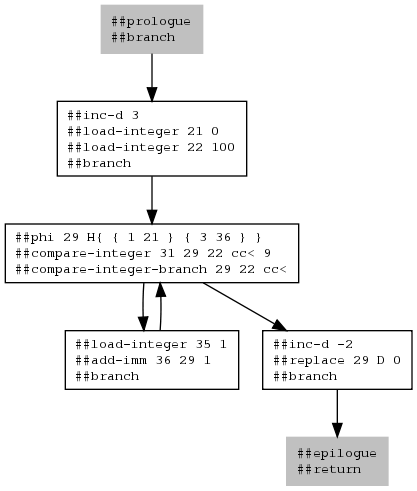 ##prologue
##branch
##inc-d 3
##load-integer 21 0
##load-integer 22 100
##branch
##phi 29 H{ { 1 21 } { 3 36 } }
##compare-integer 31 29 22 cc< 9
##compare-integer-branch 29 22 cc<
##load-integer 35 1
##add-imm 36 29 1
##branch
##inc-d -2
##replace 29 D 0
##branch
##epilogue
##return